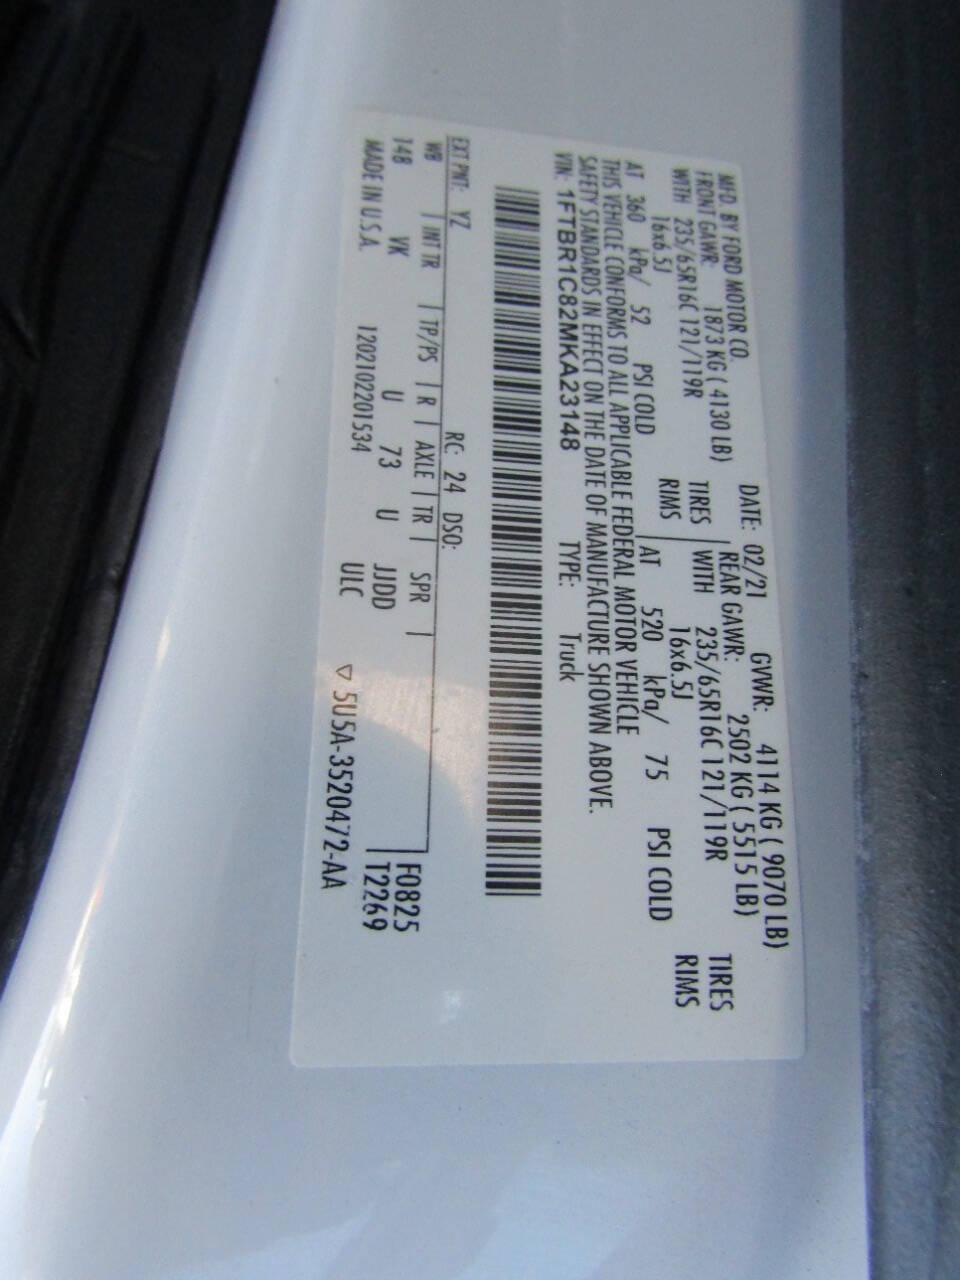 MFD. BY FORD MOTOR CO. DATE: 02/21 GVWR: 4114 KG ( 9070 LB)
FRONT GAWR: 1873 KG ( 4130 LB) REAR GAWR: 2502 KG ( 5515 LB)
WITH 235/65R16C 121/119R TIRES WITH 235/65R16C 121/119R TIRES
16x6.5J RIMS 16x6.5J RIMS
AT 360 kPa/ 52 PSI COLD AT 520 kPa/ 75 PSI COLD
THIS VEHICLE CONFORMS TO ALL APPLICABLE FEDERAL MOTOR VEHICLE
SAFETY STANDARDS IN EFFECT ON THE DATE OF MANUFACTURE SHOWN ABOVE.
VIN: 1FTBR1C82MKA23148 TYPE: Truck
EXT PNT: YZ RC: 24 DSO:
WB | INT TR | TP/PS | R | AXLE | TR | SPR | F0825
148 VK U 73 U JJDD T2269
MADE IN U.S.A. 1202102201534 ULC ▽ 5U5A-3520472-AA